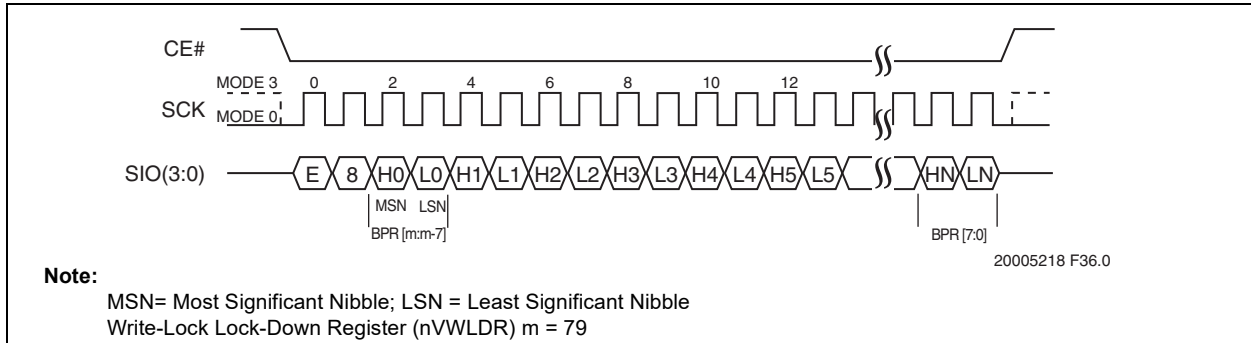 CE#
MODE 3 0 2 4 6 8 10 12
SCK MODE 0
SIO(3:0) E 8 H0 L0 H1 L1 H2 L2 H3 L3 H4 L4 H5 L5 HN LN
MSN LSN
BPR [m:m-7] BPR [7:0]
20005218 F36.0
Note:
MSN= Most Significant Nibble; LSN = Least Significant Nibble
Write-Lock Lock-Down Register (nVWLDR) m = 79